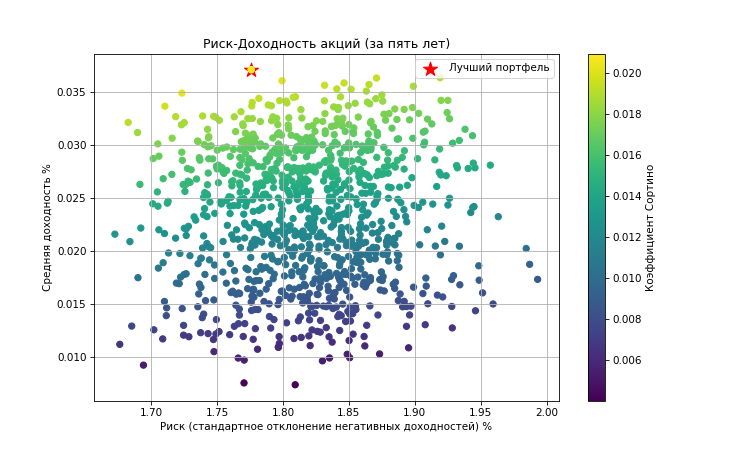 Риск-Доходность акций (за пять лет)
Лучший портфель
Средняя доходность %
0.035
0.030
0.025
0.020
0.015
0.010
1.70 1.75 1.80 1.85 1.90 1.95 2.00
Риск (стандартное отклонение негативных доходностей) %
0.020
0.018
0.016
0.014
0.012
0.010
0.008
0.006
Коэффициент Сортино